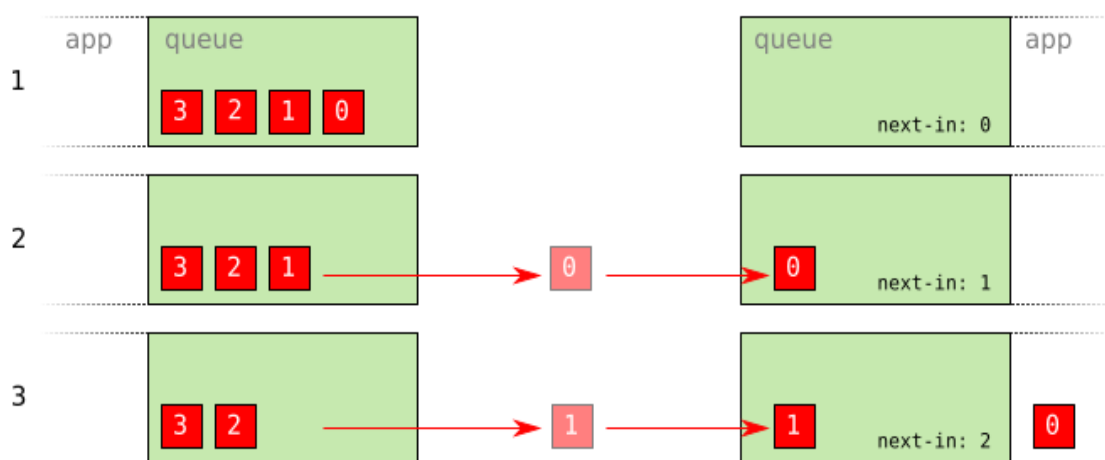 app queue queue app
1
3 2 1 0
next-in: 0
2
3 2 1 0 0
next-in: 1
3
3 2 1 1 0
next-in: 2